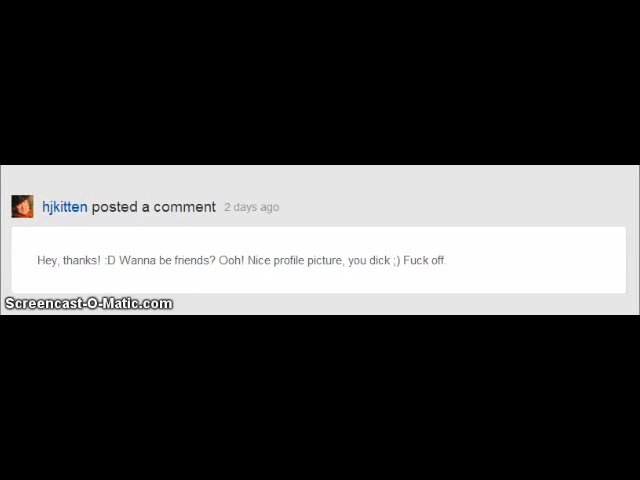 hjkitten posted a comment 2 days ago
Hey, thanks! :D Wanna be friends? Ooh! Nice profile picture, you dick ;) Fuck off.
Screencast-O-Matic.com